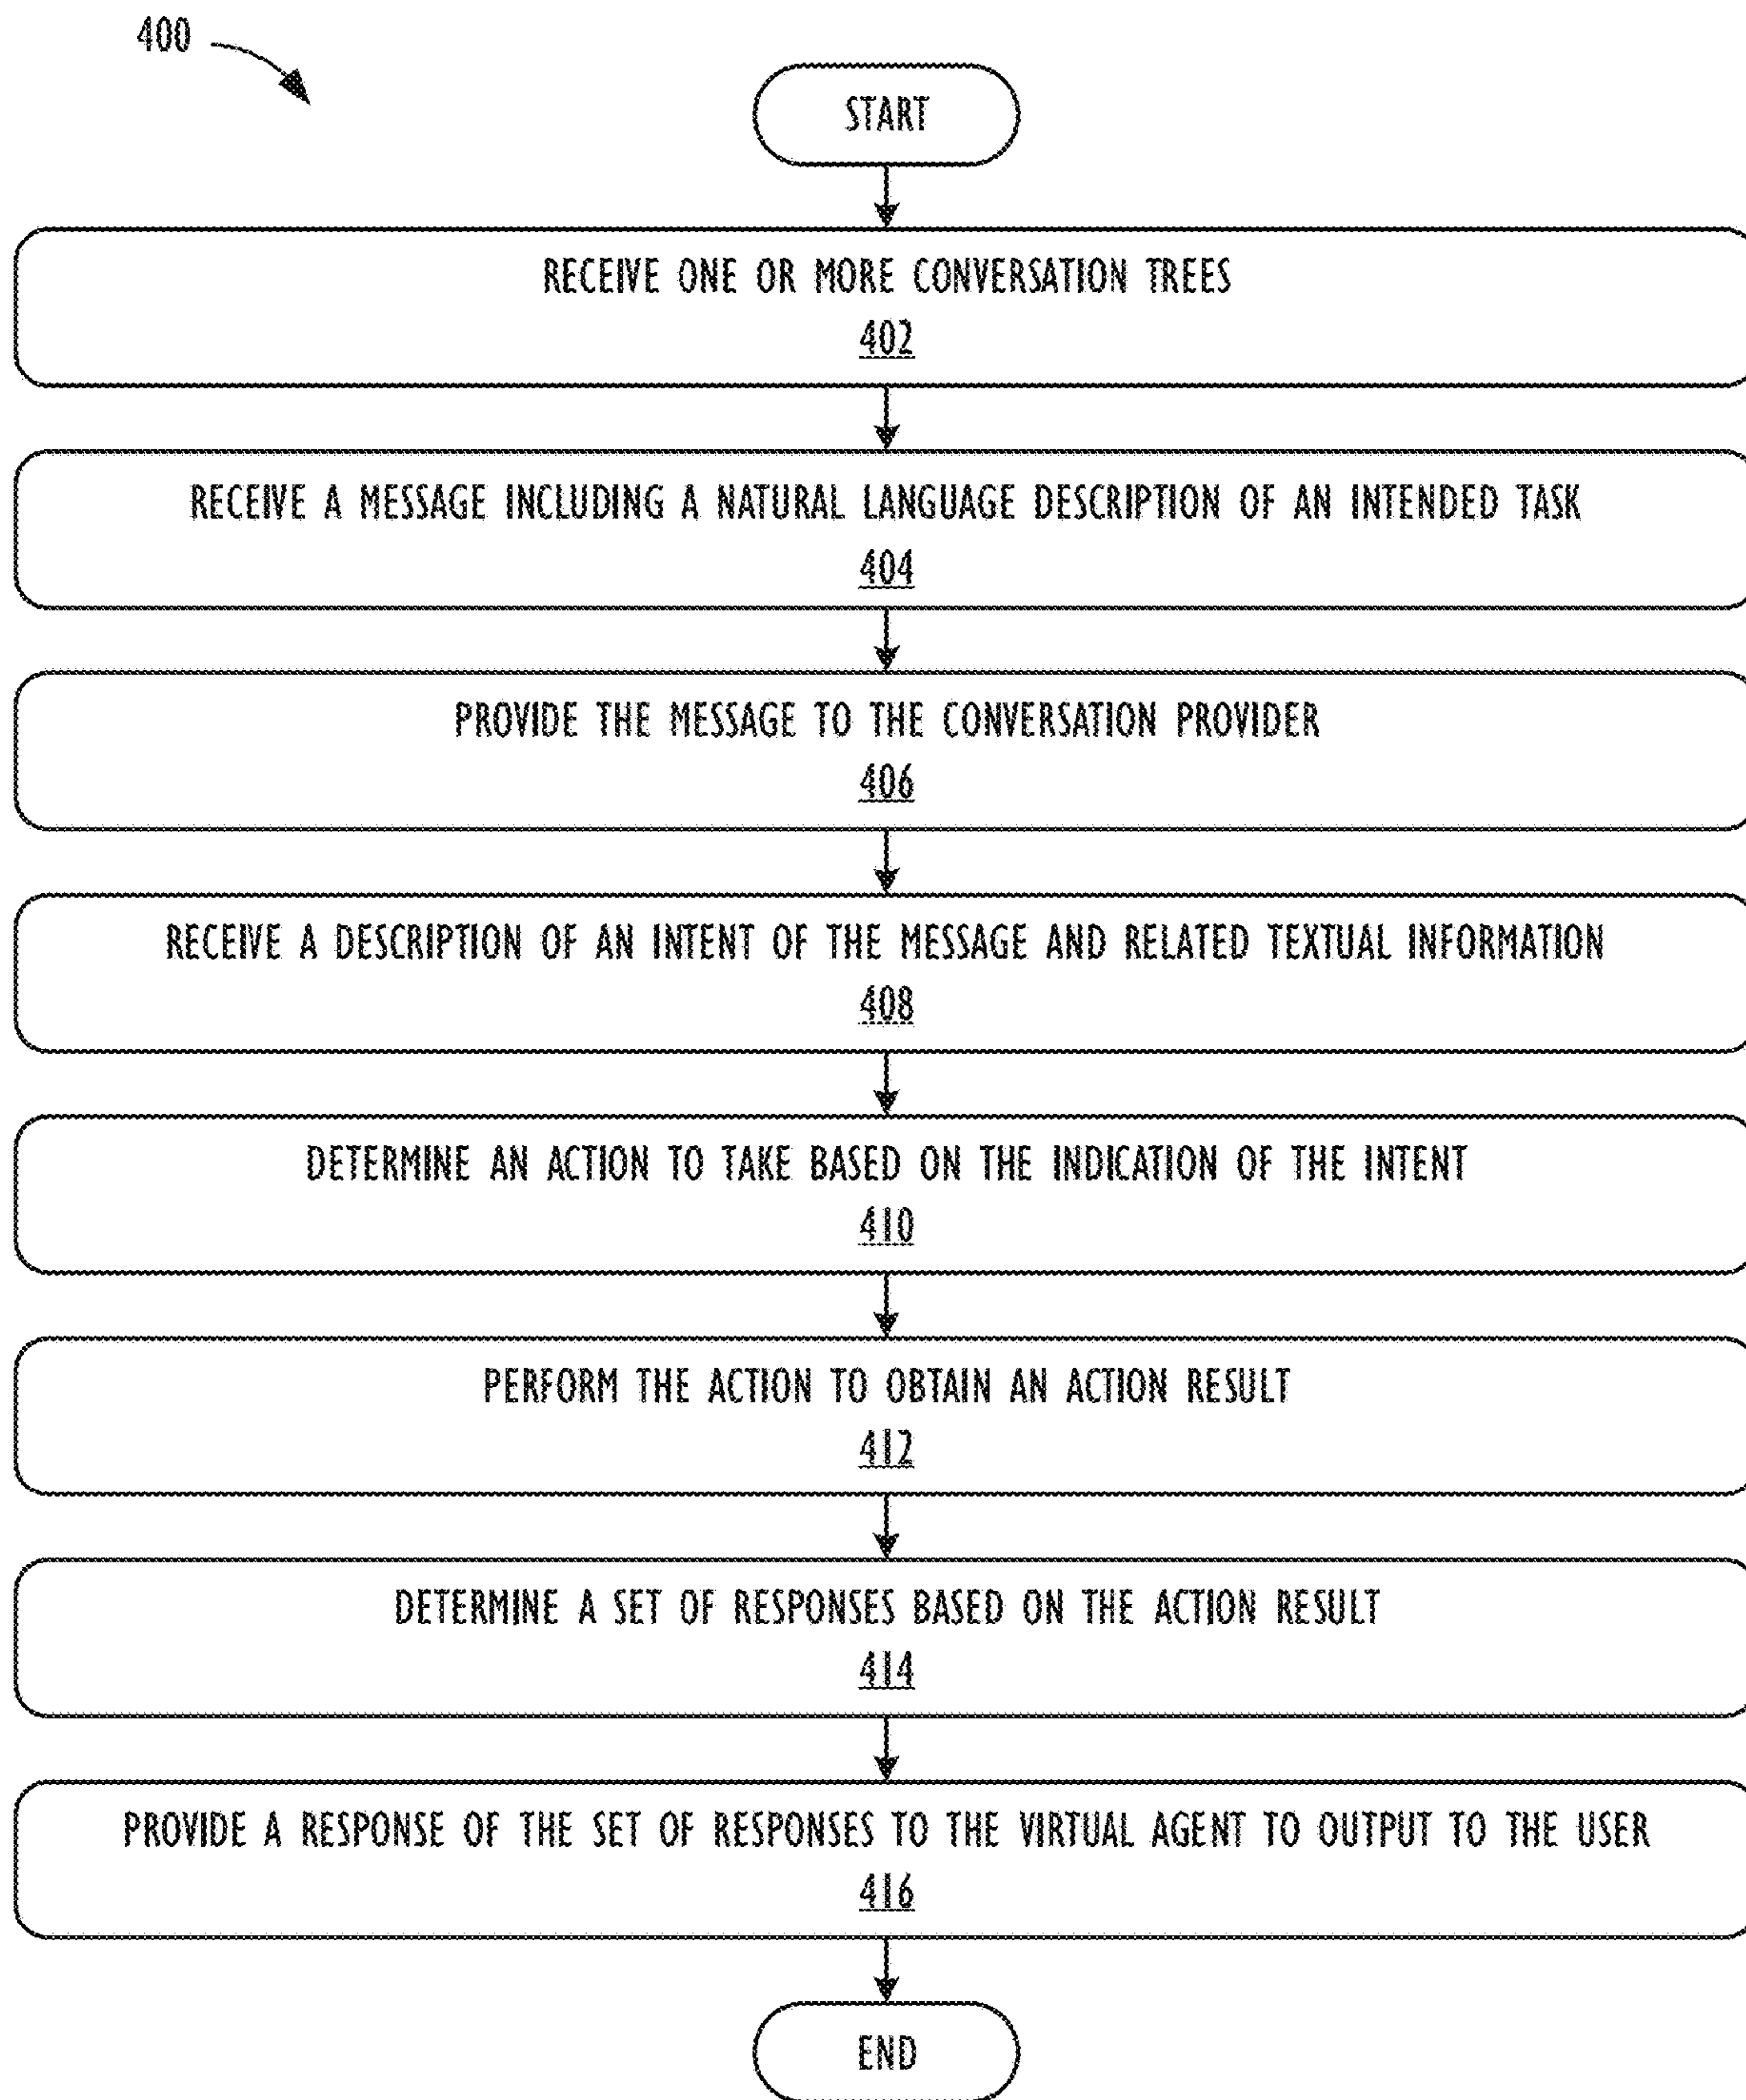 400
START
RECEIVE ONE OR MORE CONVERSATION TREES
402
RECEIVE A MESSAGE INCLUDING A NATURAL LANGUAGE DESCRIPTION OF AN INTENDED TASK
404
PROVIDE THE MESSAGE TO THE CONVERSATION PROVIDER
406
RECEIVE A DESCRIPTION OF AN INTENT OF THE MESSAGE AND RELATED TEXTUAL INFORMATION
408
DETERMINE AN ACTION TO TAKE BASED ON THE INDICATION OF THE INTENT
410
PERFORM THE ACTION TO OBTAIN AN ACTION RESULT
412
DETERMINE A SET OF RESPONSES BASED ON THE ACTION RESULT
414
PROVIDE A RESPONSE OF THE SET OF RESPONSES TO THE VIRTUAL AGENT TO OUTPUT TO THE USER
416
END